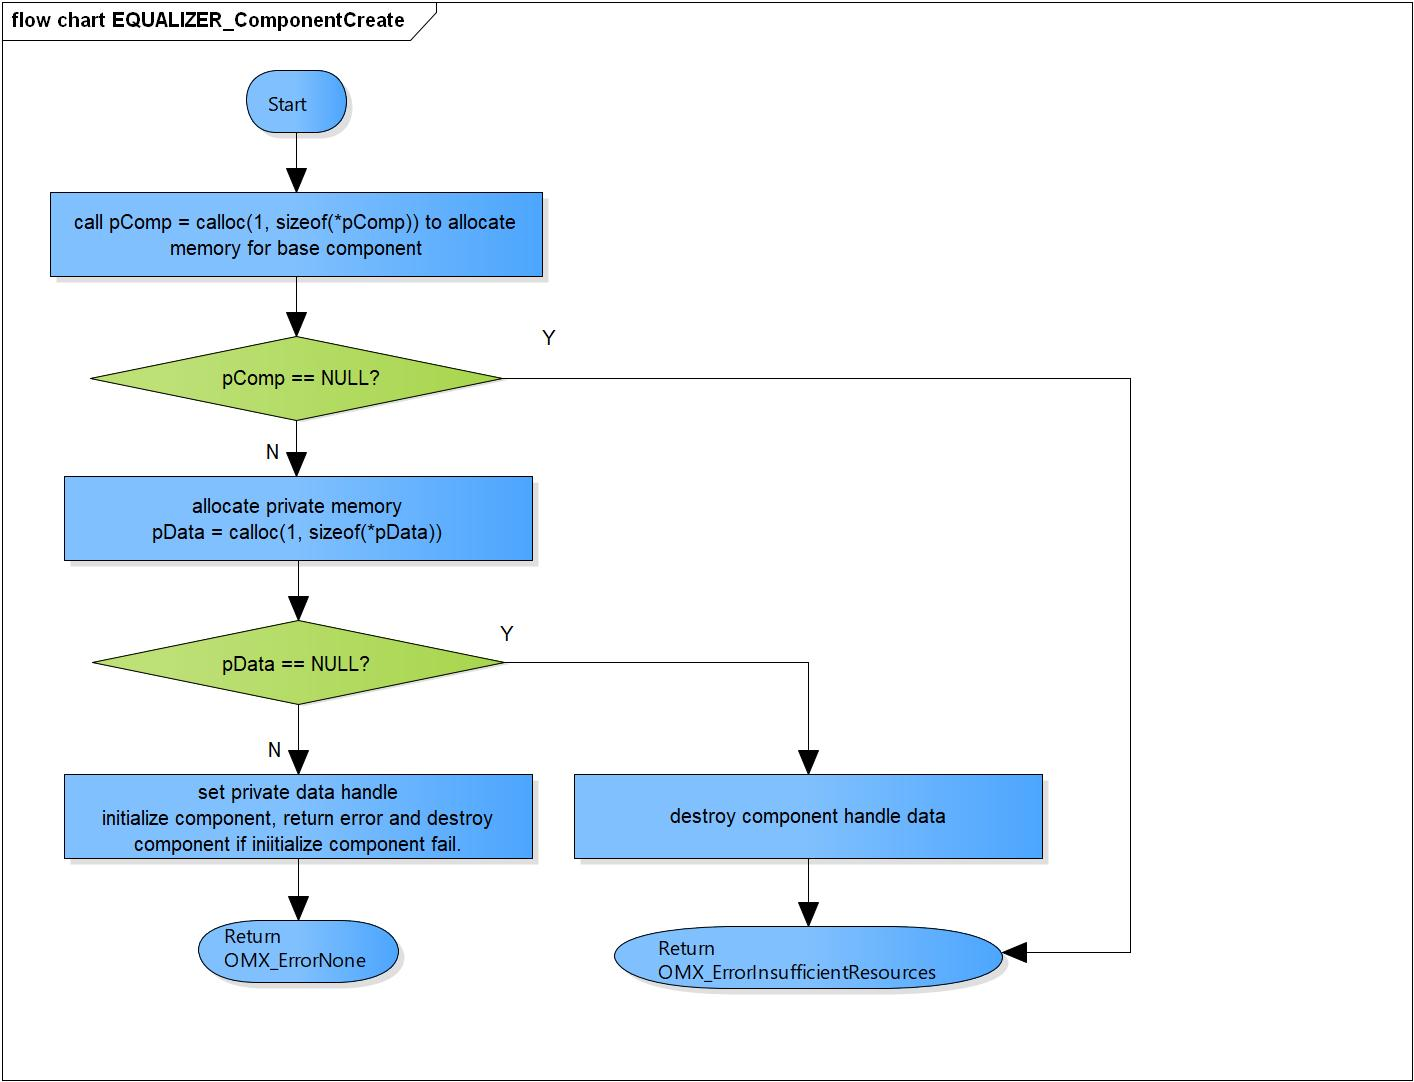 flow chart EQUALIZER_ComponentCreate
Start
call pComp = calloc(1, sizeof(*pComp)) to allocate
memory for base component
Y
pComp == NULL?
N
allocate private memory
pData = calloc(1, sizeof(*pData))
Y
pData == NULL?
N
set private data handle
initialize component, return error and destroy
component if iniitialize component fail.
destroy component handle data
Return
OMX_ErrorNone
Return
OMX_ErrorInsufficientResources